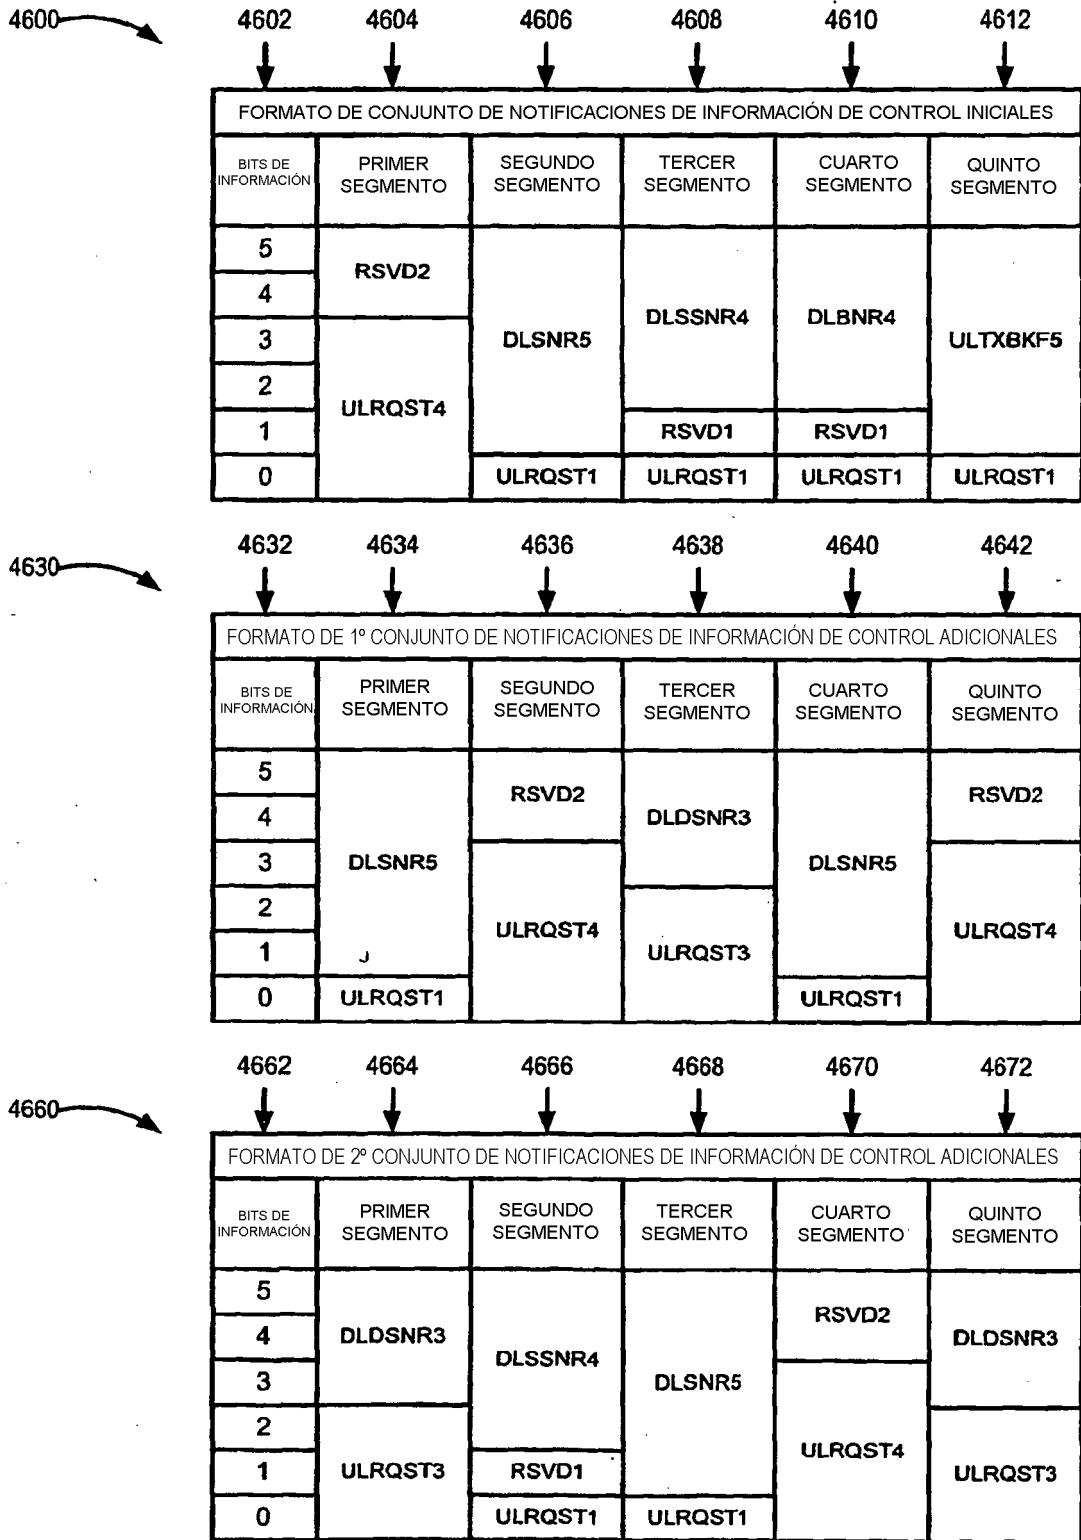 4600 4602 4604 4606 4608 4610 4612
FORMATO DE CONJUNTO DE NOTIFICACIONES DE INFORMACIÓN DE CONTROL INICIALES
BITS DE INFORMACIÓN PRIMER SEGMENTO SEGUNDO SEGMENTO TERCER SEGMENTO CUARTO SEGMENTO QUINTO SEGMENTO
5
RSVD2
4
DLSSNR4 DLBNR4
3 DLSNR5 ULTXBKF5
2
ULRQST4
1 RSVD1 RSVD1
0 ULRQST1 ULRQST1 ULRQST1 ULRQST1
4630 4632 4634 4636 4638 4640 4642
FORMATO DE 1º CONJUNTO DE NOTIFICACIONES DE INFORMACIÓN DE CONTROL ADICIONALES
BITS DE INFORMACIÓN PRIMER SEGMENTO SEGUNDO SEGMENTO TERCER SEGMENTO CUARTO SEGMENTO QUINTO SEGMENTO
5
RSVD2 RSVD2
4 DLDSNR3
3 DLSNR5 DLSNR5
2
ULRQST4 ULRQST4
1 ULRQST3
0 ULRQST1 ULRQST1
4660 4662 4664 4666 4668 4670 4672
FORMATO DE 2º CONJUNTO DE NOTIFICACIONES DE INFORMACIÓN DE CONTROL ADICIONALES
BITS DE INFORMACIÓN PRIMER SEGMENTO SEGUNDO SEGMENTO TERCER SEGMENTO CUARTO SEGMENTO QUINTO SEGMENTO
5
RSVD2
4 DLDSNR3 DLDSNR3
DLSSNR4
3 DLSNR5
2
ULRQST4
1 ULRQST3 RSVD1 ULRQST3
0 ULRQST1 ULRQST1